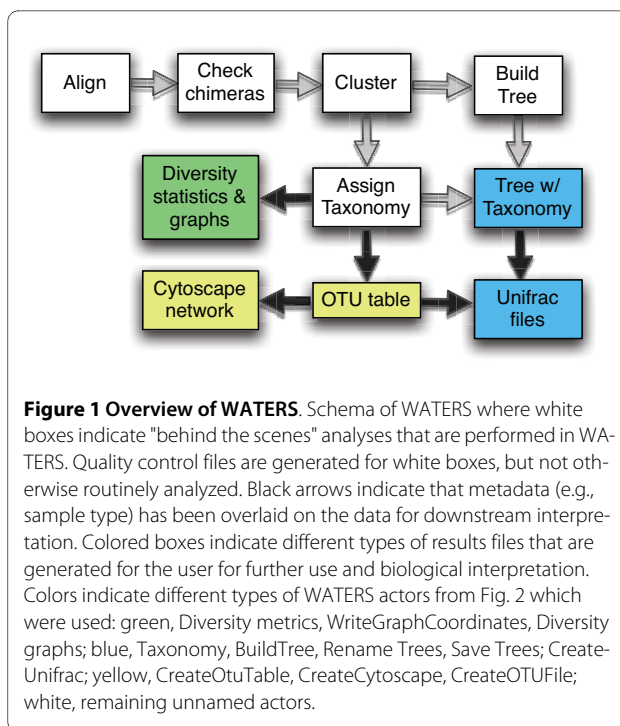 Align
Check
chimeras
Cluster
Build
Tree
Diversity
statistics &
graphs
Assign
Taxonomy
Tree w/
Taxonomy
Cytoscape
network
OTU table
Unifrac
files
Figure 1 Overview of WATERS. Schema of WATERS where white
boxes indicate "behind the scenes" analyses that are performed in WA-
TERS. Quality control files are generated for white boxes, but not oth-
erwise routinely analyzed. Black arrows indicate that metadata (e.g.,
sample type) has been overlaid on the data for downstream interpre-
tation. Colored boxes indicate different types of results files that are
generated for the user for further use and biological interpretation.
Colors indicate different types of WATERS actors from Fig. 2 which
were used: green, Diversity metrics, WriteGraphCoordinates, Diversity
graphs; blue, Taxonomy, BuildTree, Rename Trees, Save Trees; Create-
Unifrac; yellow, CreateOtuTable, CreateCytoscape, CreateOTUFile;
white, remaining unnamed actors.